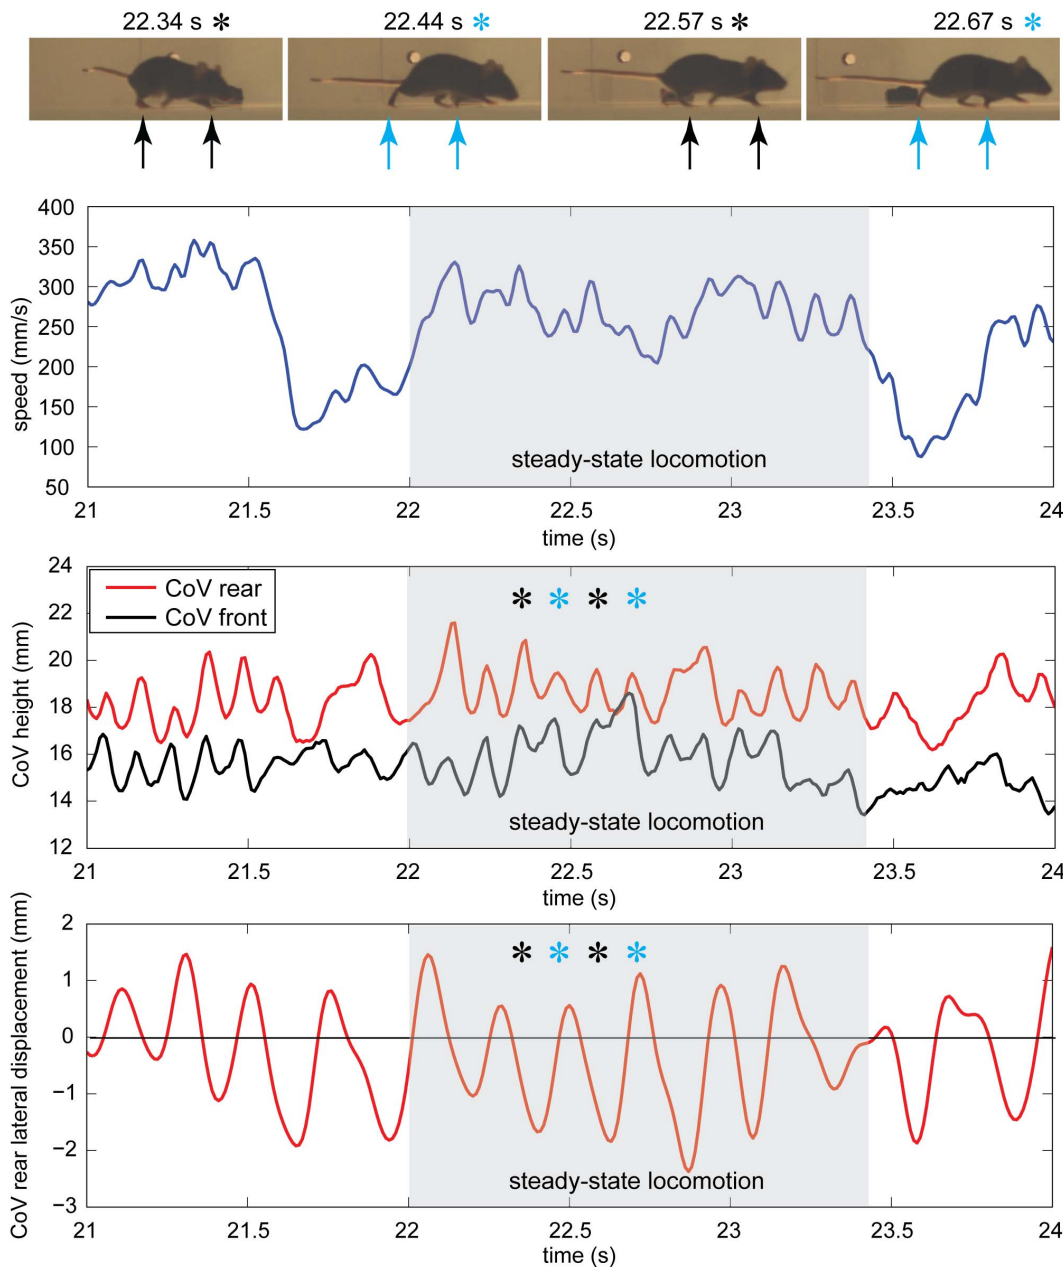 22.34 s * 22.44 s * 22.57 s * 22.67 s *
400
350
300
250
200
150
100
50
speed (mm/s)
steady-state locomotion
21 21.5 22 22.5 23 23.5 24
time (s)
24
22
20
18
16
14
12
CoV height (mm)
CoV rear
CoV front
* * * *
steady-state locomotion
21 21.5 22 22.5 23 23.5 24
time (s)
2
1
0
−1
−2
−3
CoV rear lateral displacement (mm)
* * * *
steady-state locomotion
21 21.5 22 22.5 23 23.5 24
time (s)